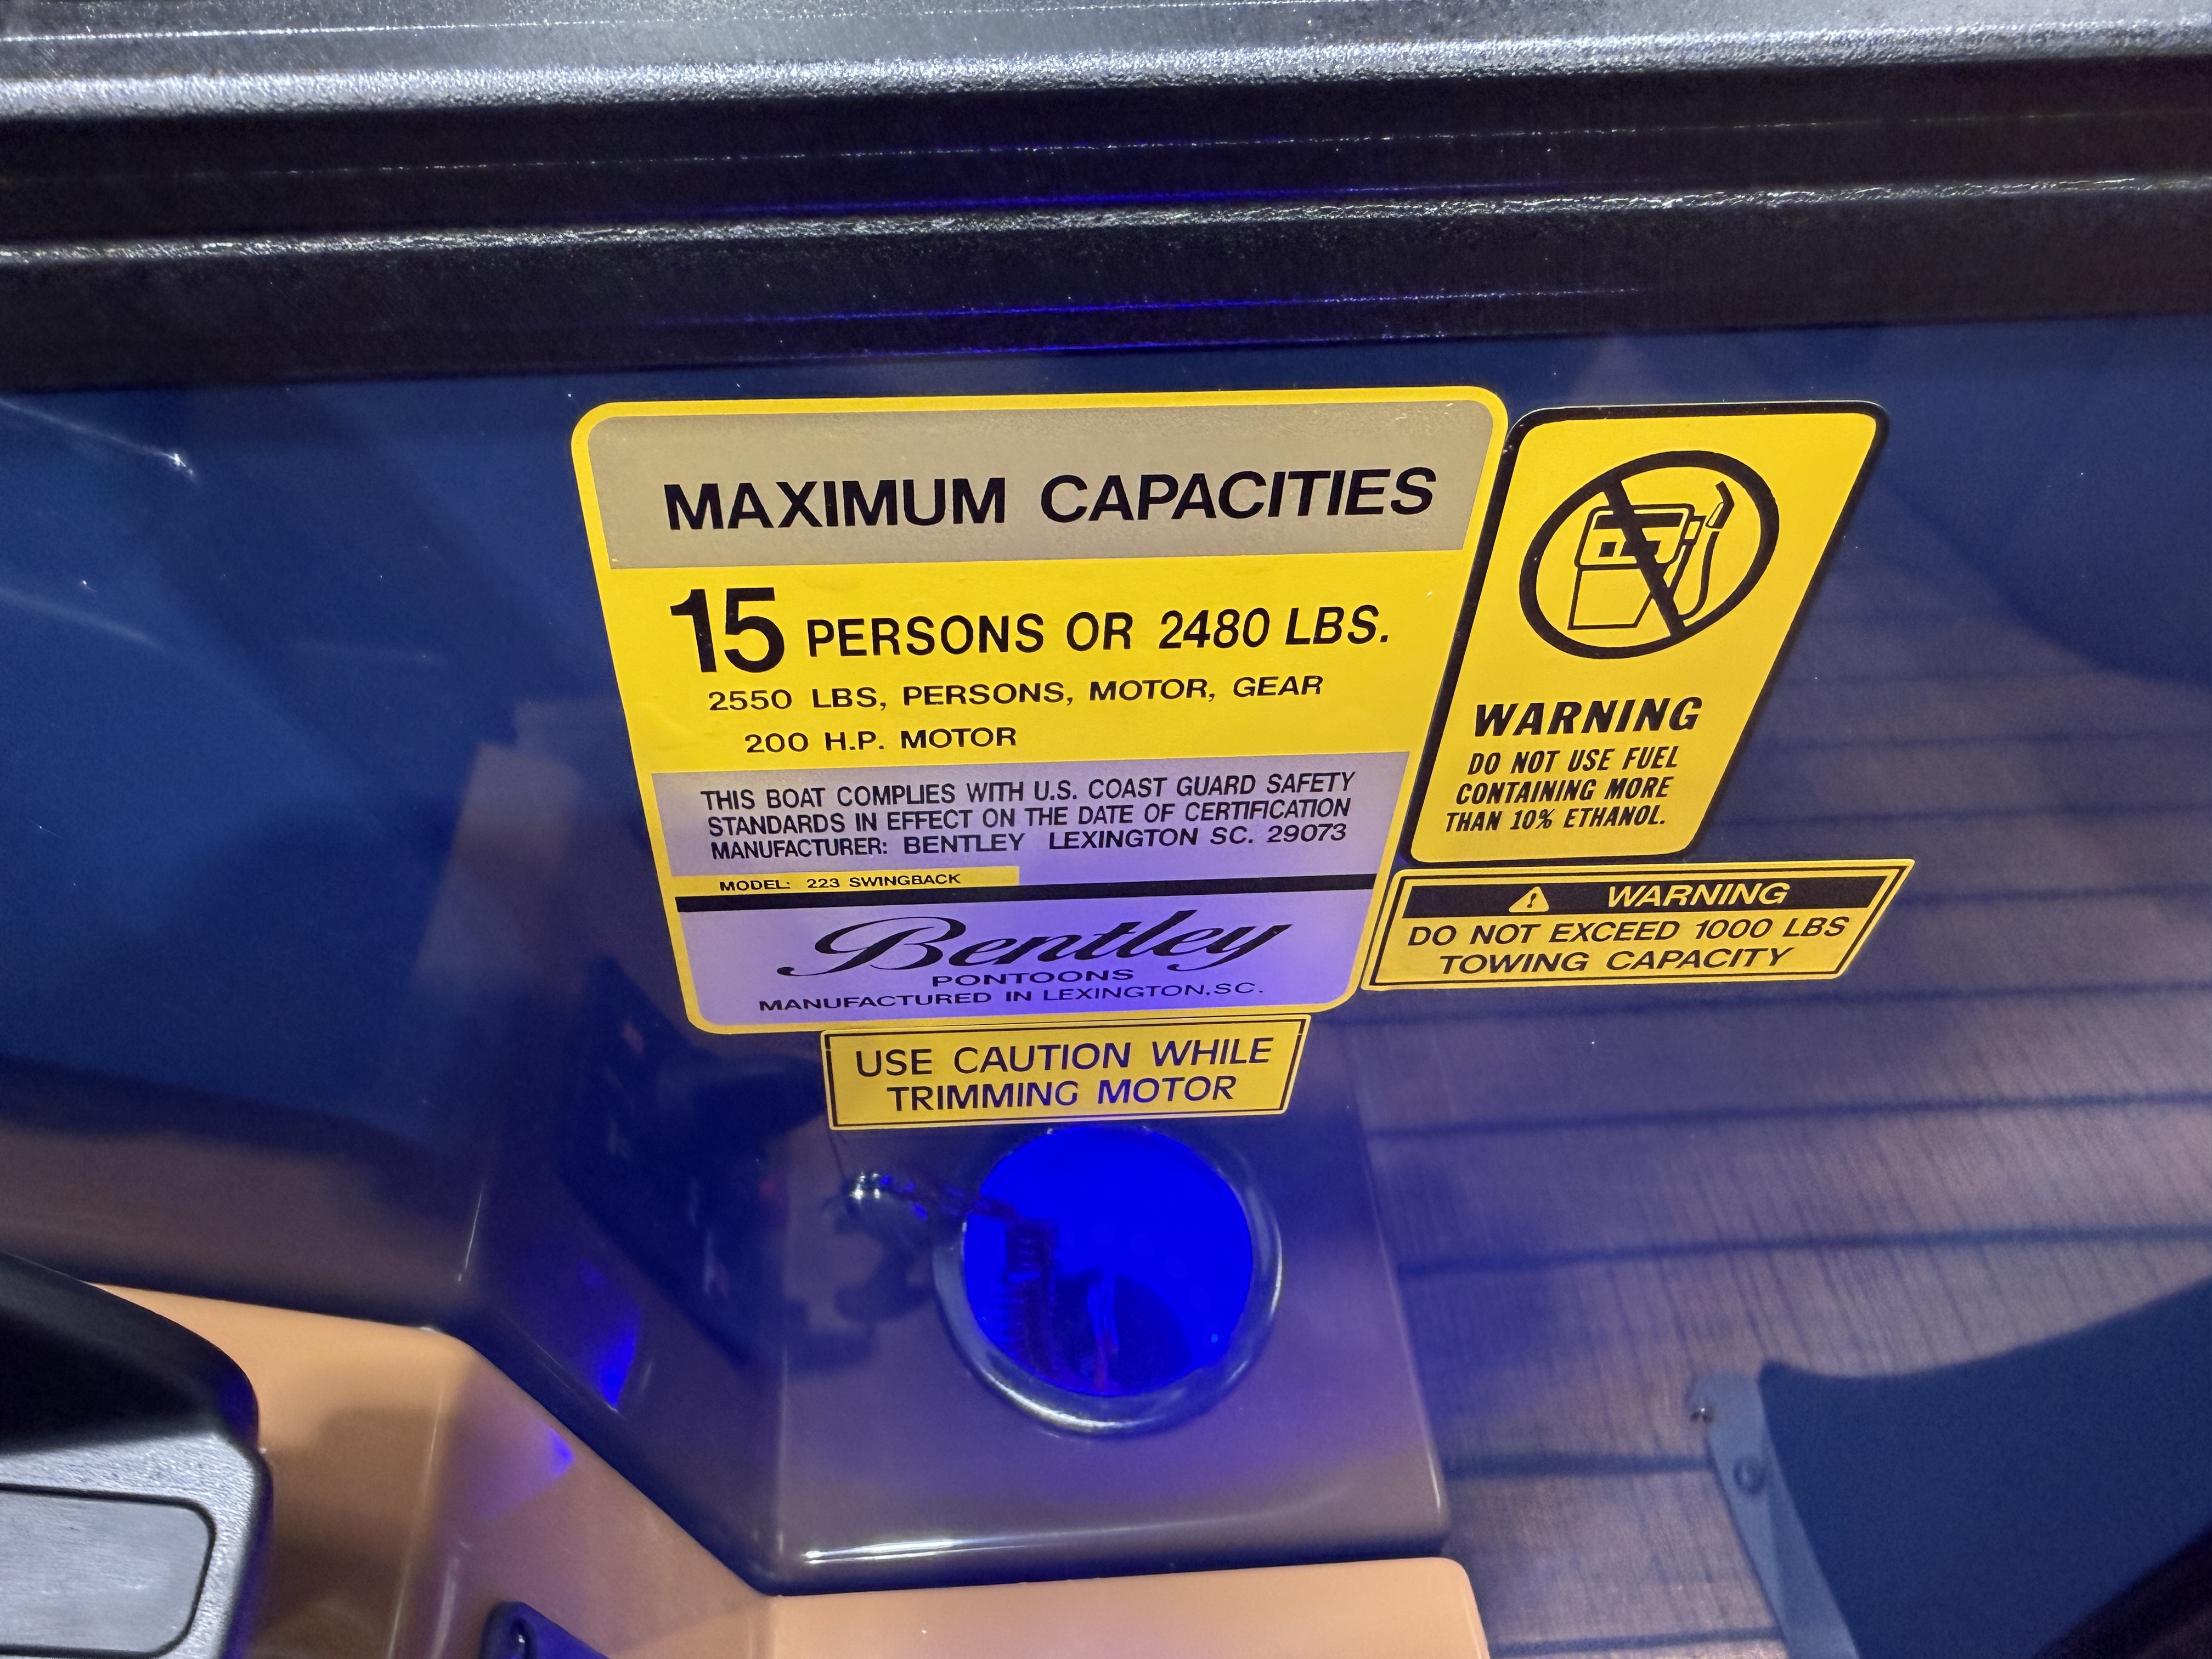 MAXIMUM CAPACITIES
15 PERSONS OR 2480 LBS.
2550 LBS, PERSONS, MOTOR, GEAR
200 H.P. MOTOR
THIS BOAT COMPLIES WITH U.S. COAST GUARD SAFETY
STANDARDS IN EFFECT ON THE DATE OF CERTIFICATION
MANUFACTURER: BENTLEY LEXINGTON SC. 29073
MODEL: 223 SWINGBACK
Bentley
PONTOONS
MANUFACTURED IN LEXINGTON,SC.
USE CAUTION WHILE
TRIMMING MOTOR
WARNING
DO NOT USE FUEL
CONTAINING MORE
THAN 10% ETHANOL.
WARNING
DO NOT EXCEED 1000 LBS
TOWING CAPACITY